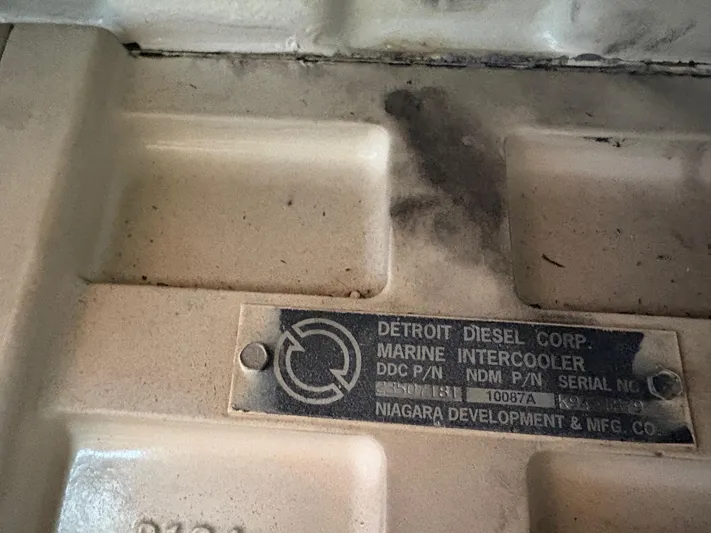 DETROIT DIESEL CORP.
MARINE INTERCOOLER
DDC P/N NDM P/N SERIAL NO.
10087A
NIAGARA DEVELOPMENT & MFG. CO.